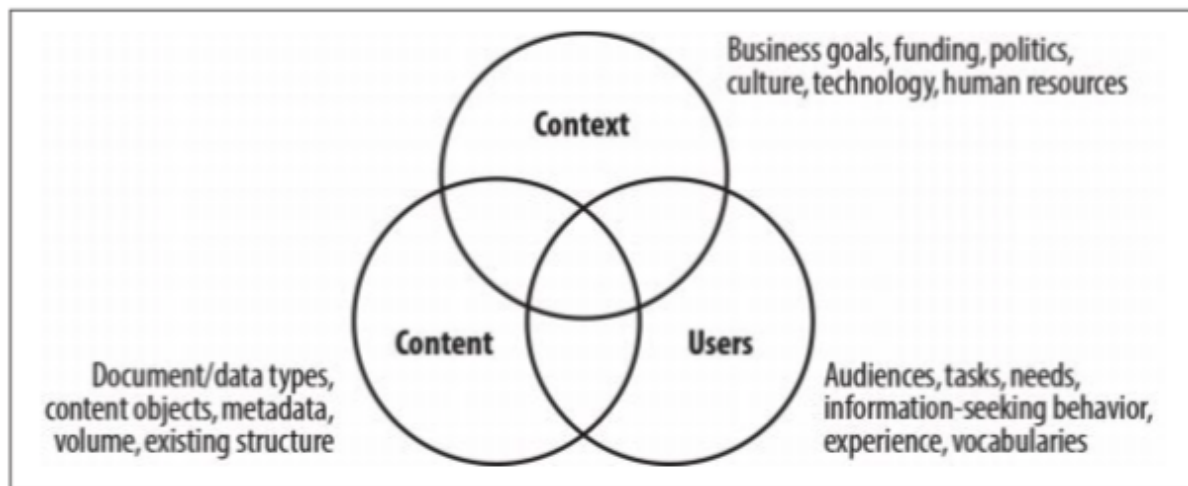 Business goals, funding, politics,
culture, technology, human resources
Context
Content
Users
Document/data types,
content objects, metadata,
volume, existing structure
Audiences, tasks, needs,
information-seeking behavior,
experience, vocabularies